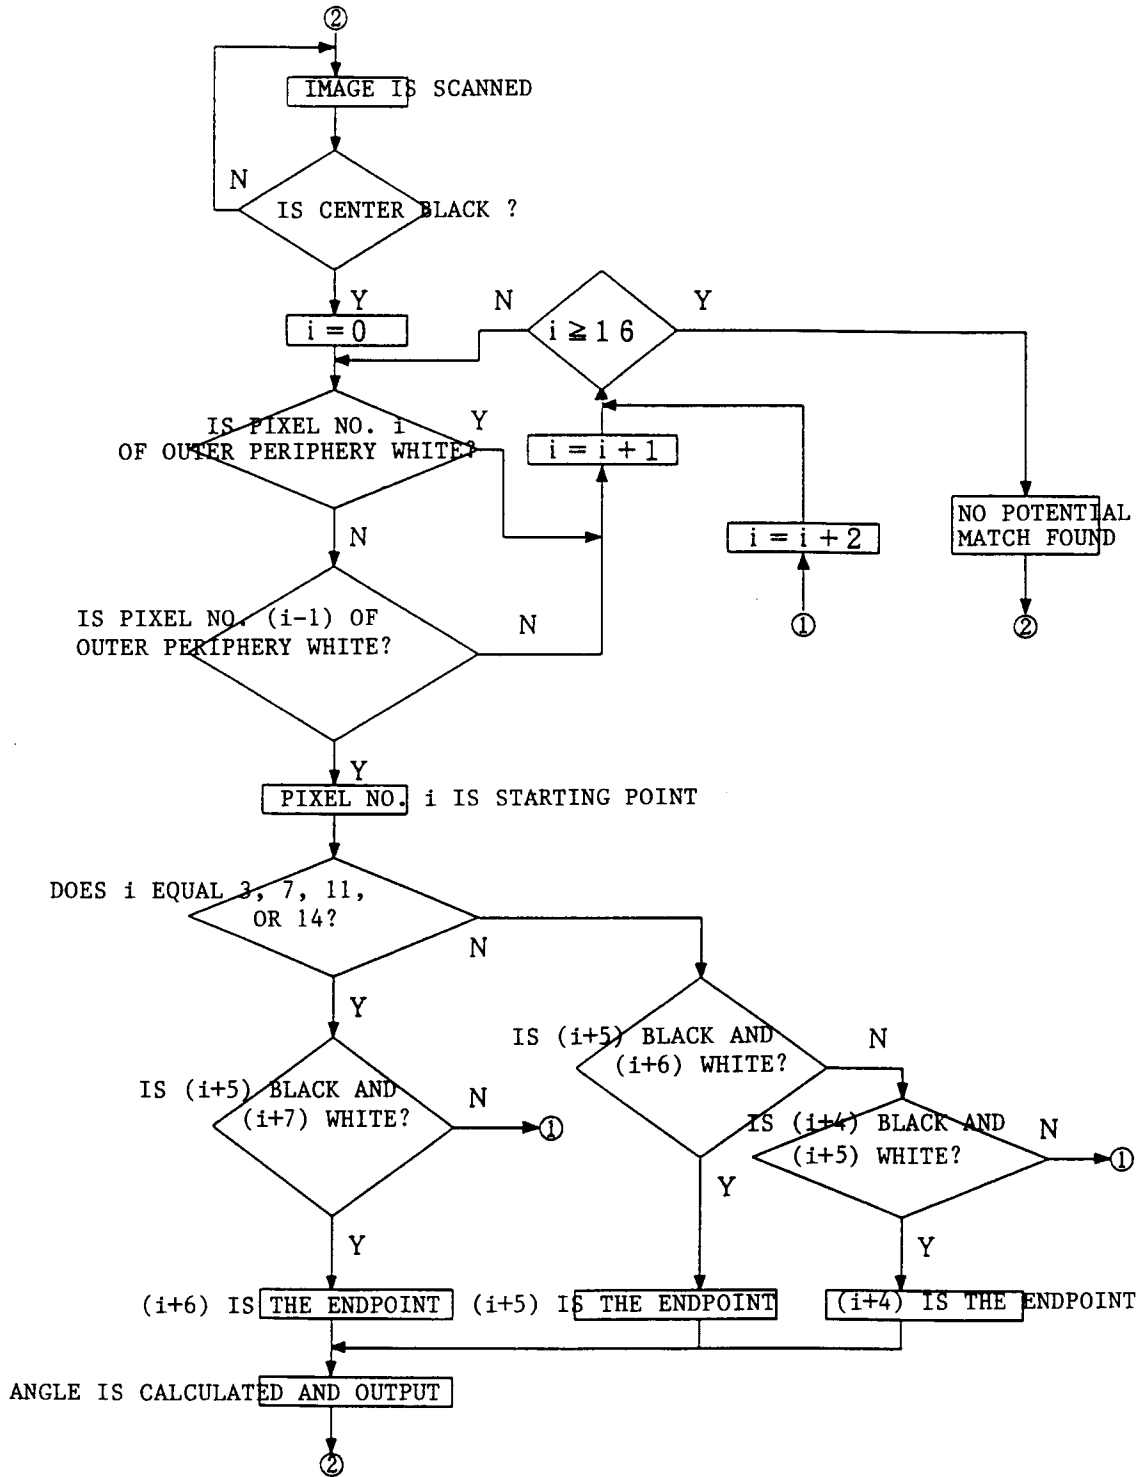 ②
IMAGE IS SCANNED
N
IS CENTER BLACK ?
Y
i = 0
N
i ≧ 1 6
Y
IS PIXEL NO. i
OF OUTER PERIPHERY WHITE?
Y
i = i + 1
N
i = i + 2
NO POTENTIAL
MATCH FOUND
IS PIXEL NO. (i-1) OF
OUTER PERIPHERY WHITE?
N
①
②
Y
PIXEL NO. i IS STARTING POINT
DOES i EQUAL 3, 7, 11,
OR 14?
N
Y
IS (i+5) BLACK AND
(i+6) WHITE?
N
IS (i+5) BLACK AND
(i+7) WHITE?
N
①
IS (i+4) BLACK AND
(i+5) WHITE?
N
①
Y
Y
Y
(i+6) IS THE ENDPOINT
(i+5) IS THE ENDPOINT
(i+4) IS THE ENDPOINT
ANGLE IS CALCULATED AND OUTPUT
②